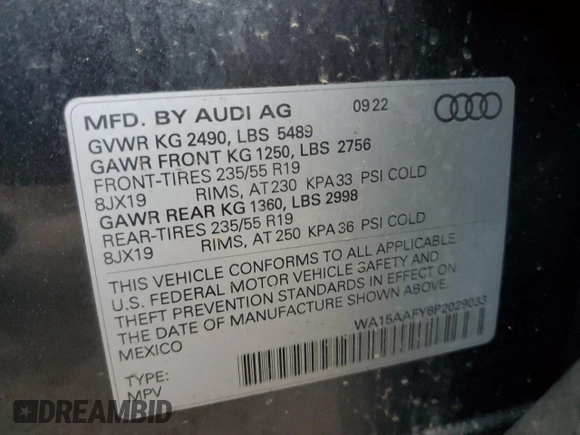 MFD. BY AUDI AG 09 22
GVWR KG 2490, LBS 5489
GAWR FRONT KG 1250, LBS 2756
FRONT-TIRES 235/55 R19
8JX19 RIMS, AT 230 KPA 33 PSI COLD
GAWR REAR KG 1360, LBS 2998
REAR-TIRES 235/55 R19
8JX19 RIMS, AT 250 KPA 36 PSI COLD
THIS VEHICLE CONFORMS TO ALL APPLICABLE
U.S. FEDERAL MOTOR VEHICLE SAFETY AND
THEFT PREVENTION STANDARDS IN EFFECT ON
THE DATE OF MANUFACTURE SHOWN ABOVE.
MEXICO
WA15AAFY6P2029033
TYPE:
MPV
DREAMBID